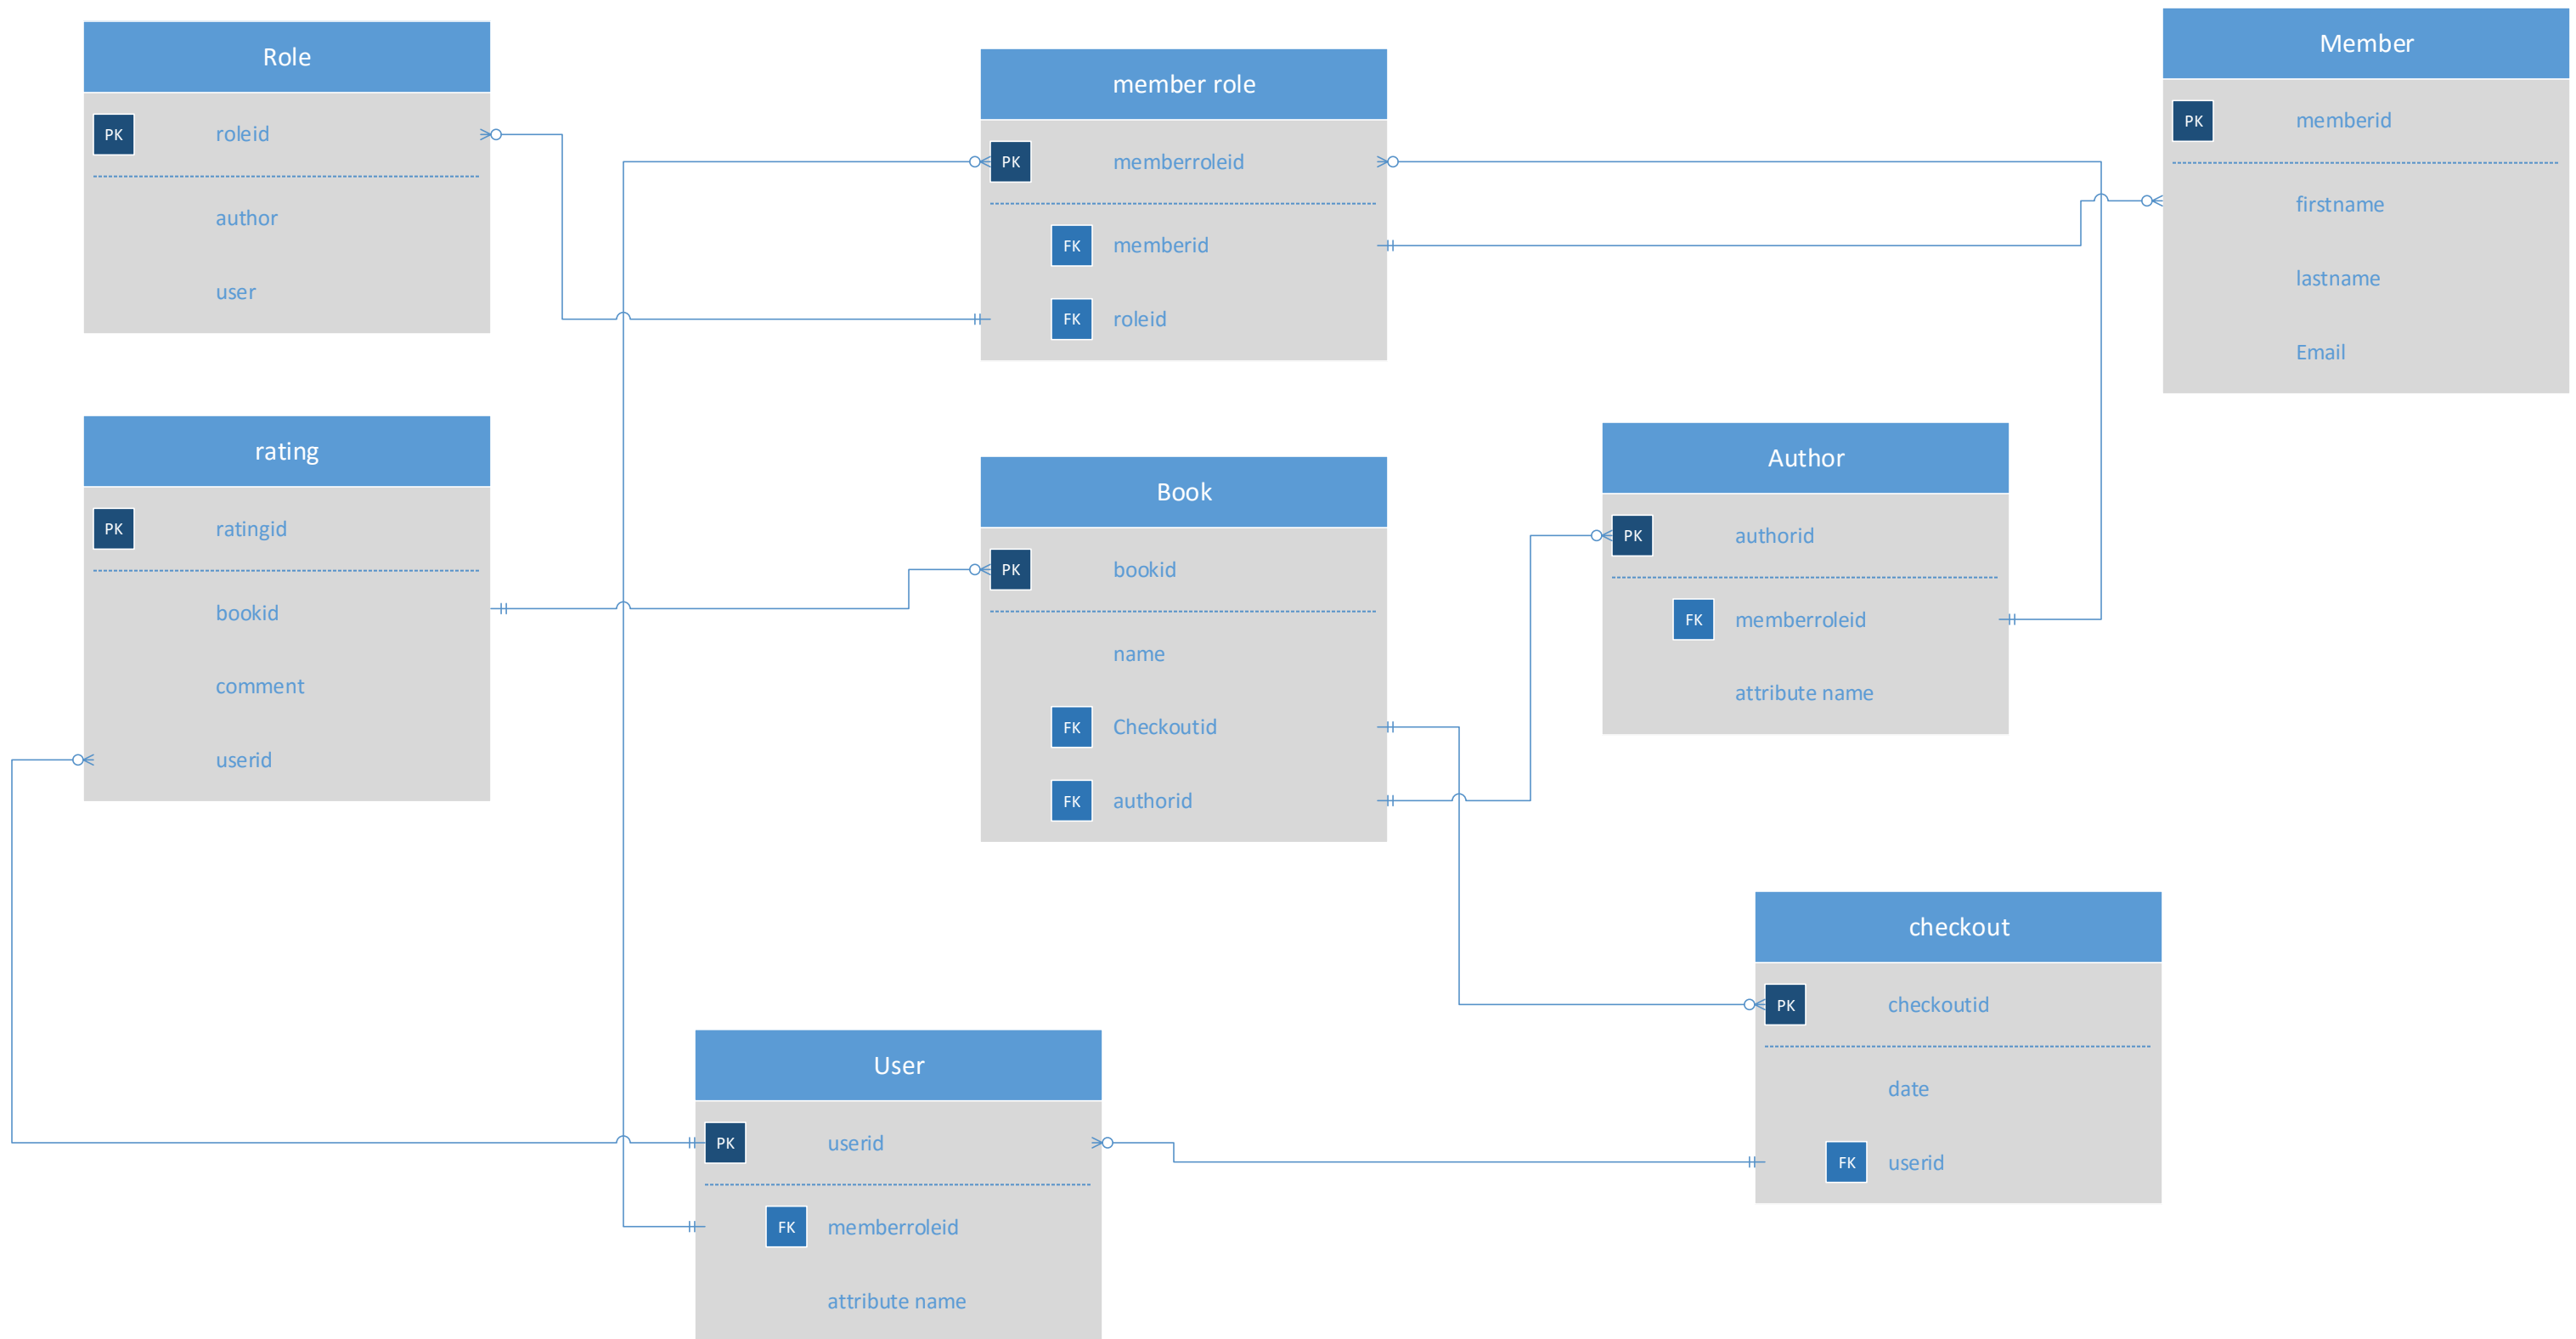 Role
PK roleid
author
user
member role
PK memberroleid
FK memberid
FK roleid
Member
PK memberid
firstname
lastname
Email
rating
PK ratingid
bookid
comment
userid
Book
PK bookid
name
FK Checkoutid
FK authorid
Author
PK authorid
FK memberroleid
attribute name
checkout
PK checkoutid
date
FK userid
User
PK userid
FK memberroleid
attribute name